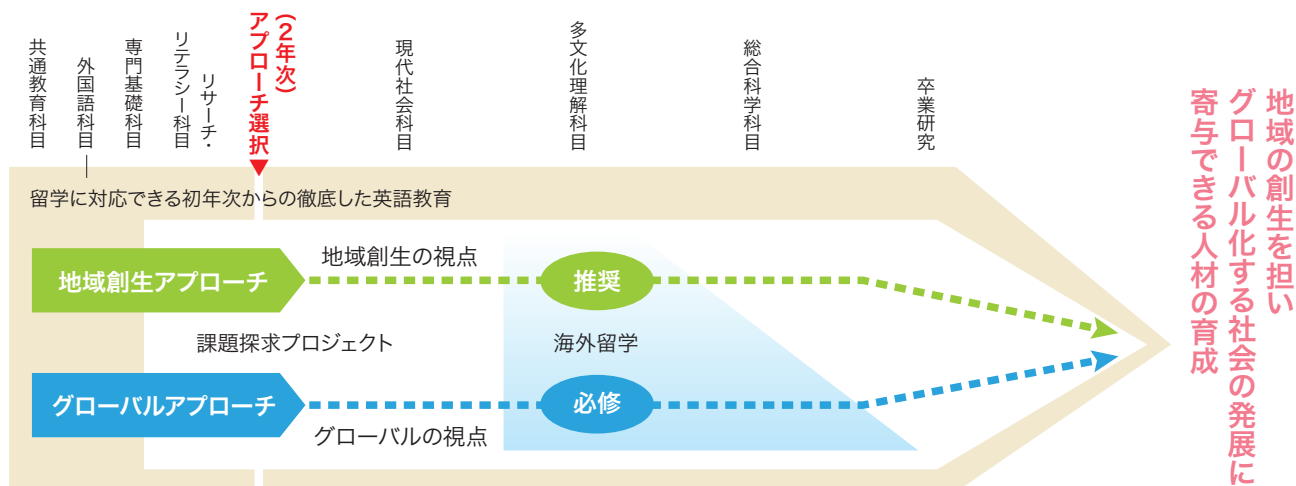 共通教育科目
外国語科目
専門基礎科目
リサーチ・
リテラシー科目
(2年次)
アプローチ選択
現代社会科目
多文化理解科目
総合科学科目
卒業研究
留学に対応できる初年次からの徹底した英語教育
地域創生アプローチ
地域創生の視点
推奨
課題探求プロジェクト
海外留学
グローバルアプローチ
グローバルの視点
必修
地域の創生を担い
グローバル化する社会の発展に
寄与できる人材の育成